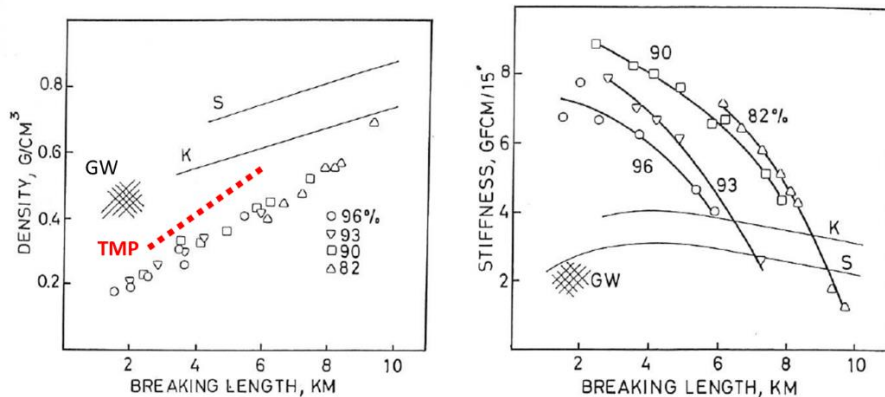 DENSITY, G/CM³
0.8
0.6
0.4
0.2
GW
TMP
S
K
○ 96%
▽ 93
□ 90
△ 82
2 4 6 8 10
BREAKING LENGTH, KM
STIFFNESS, GFCM/15°
8
6
4
2
90
82%
96
93
K
S
GW
2 4 6 8 10
BREAKING LENGTH, KM